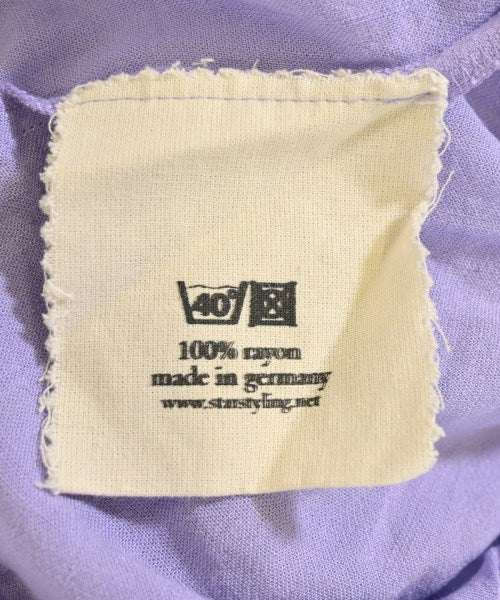 40°
100% rayon
made in germany
www.starstyling.net